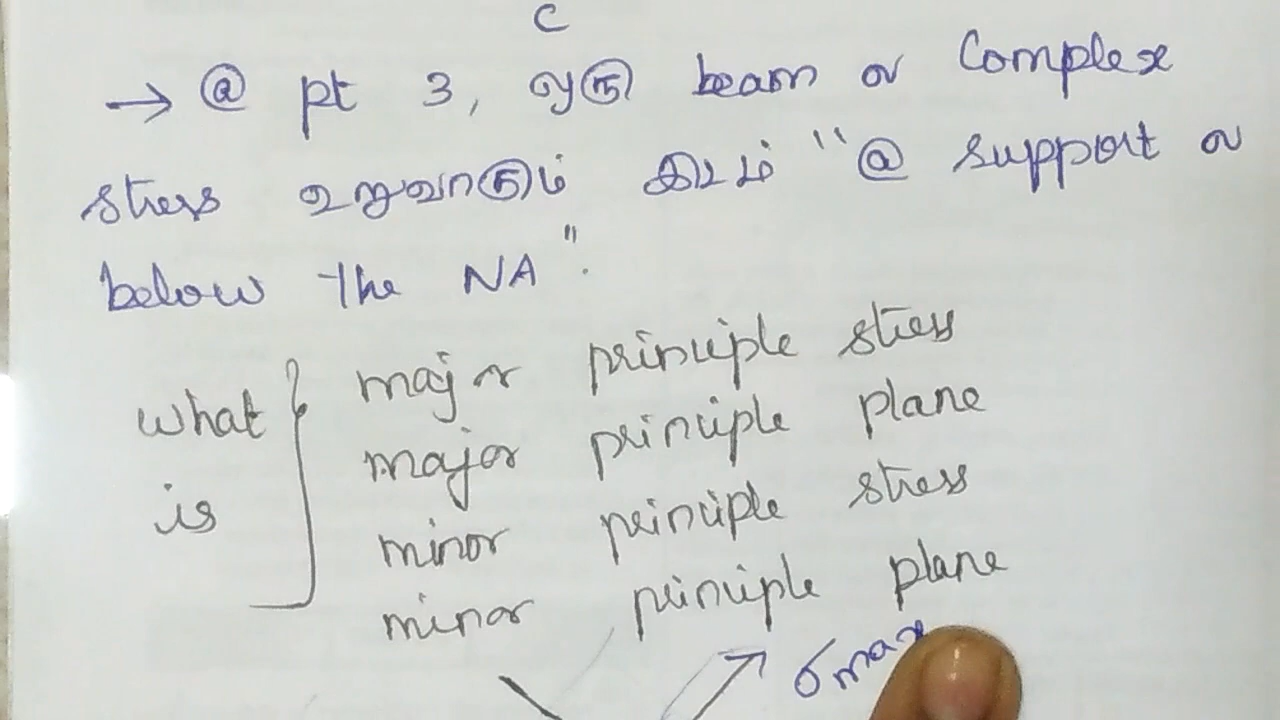 C
→ @ pt 3, ஒரு beam ல Complex
stress உறுவாகும் இடம் "@ support ல
below the NA".
what is { major principle stress
major principle plane
minor principle stress
minor principle plane
σmax